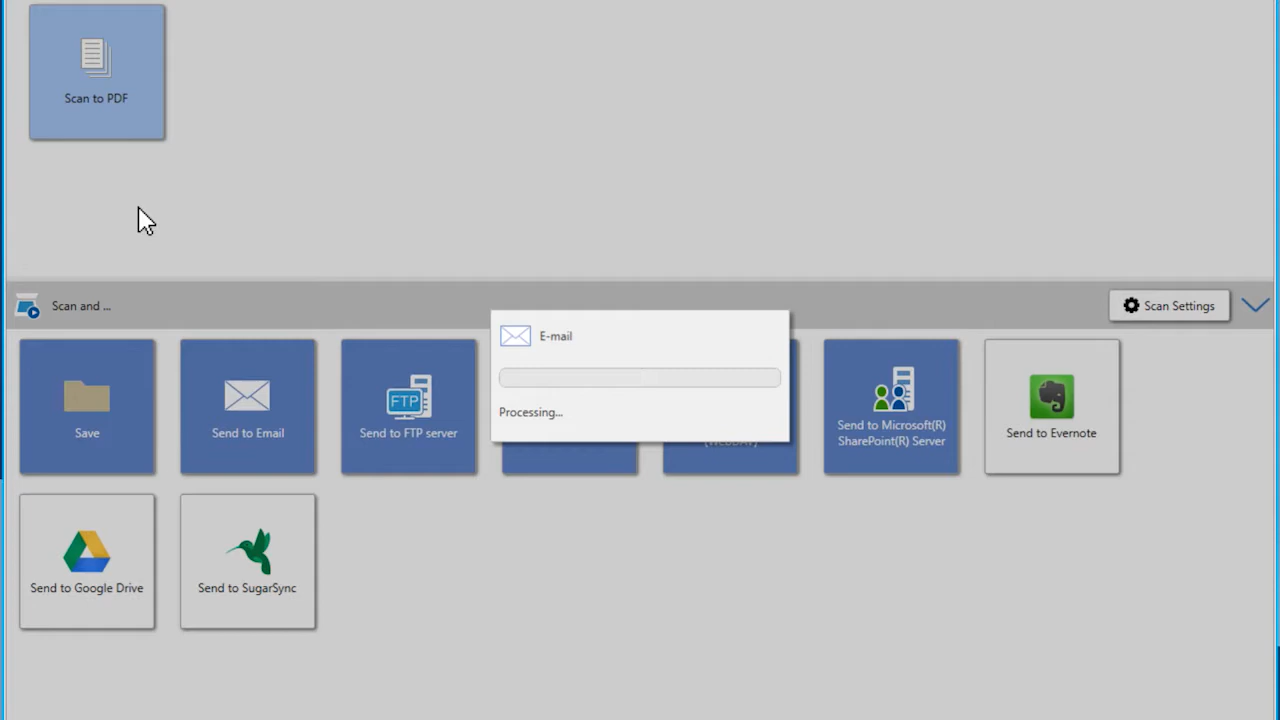 Scan to PDF
Scan and ...
Scan Settings
E-mail
Processing...
Save
Send to Email
FTP
Send to FTP server
Send to Microsoft(R)
SharePoint(R) Server
Send to Evernote
Send to Google Drive
Send to SugarSync